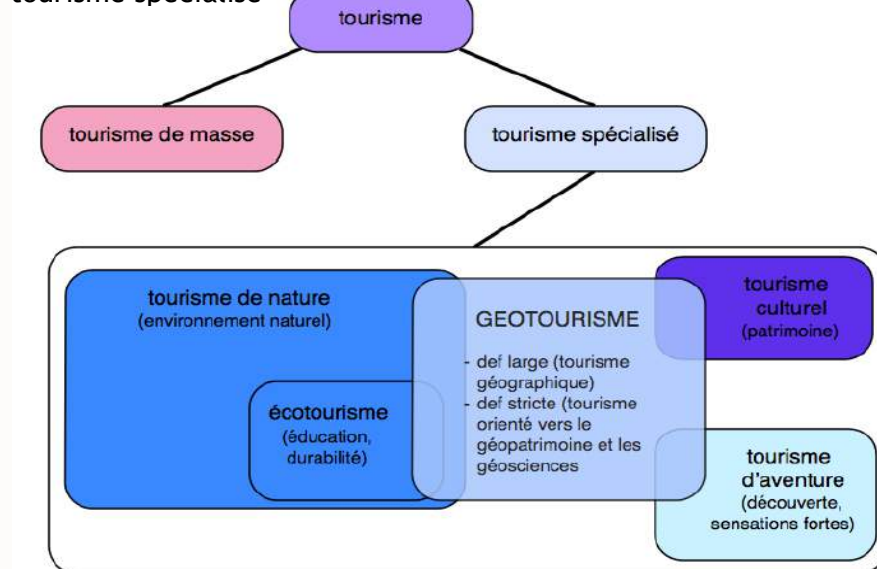 tourisme spécialisé
tourisme
tourisme de masse
tourisme spécialisé
tourisme de nature
(environnement naturel)
écotourisme
(éducation,
durabilité)
GEOTOURISME
- def large (tourisme
géographique)
- def stricte (tourisme
orienté vers le
géopatrimoine et les
géosciences
tourisme
culturel
(patrimoine)
tourisme
d'aventure
(découverte,
sensations fortes)